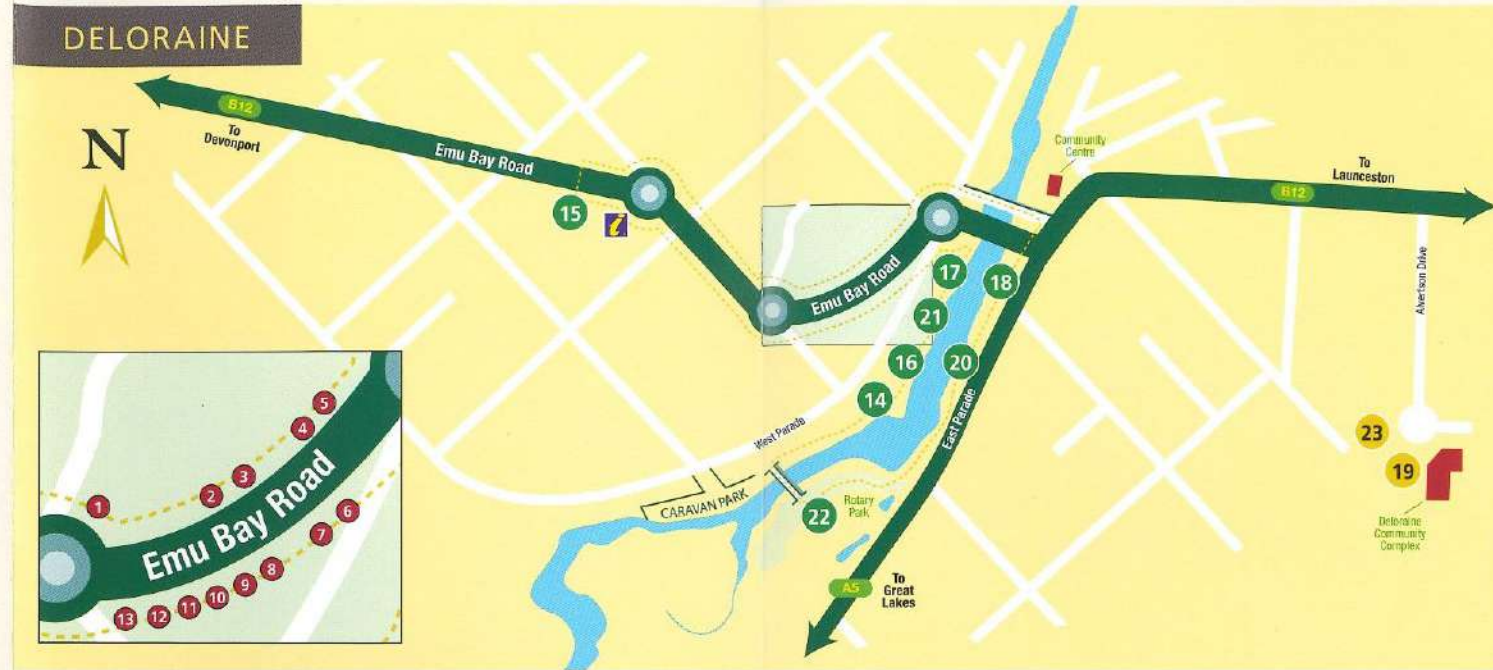 DELORAINE
N
B12
To
Devonport
Emu Bay Road
15
i
Community
Centre
To
Launceston
B12
Emu Bay Road
17
18
21
16
20
14
Alvertson Drive
West Parade
East Parade
CARAVAN PARK
22
Rotary
Park
23
19
Deloraine
Community
Complex
A5
To
Great
Lakes
1
2
3
4
5
Emu Bay Road
6
7
8
9
10
11
12
13